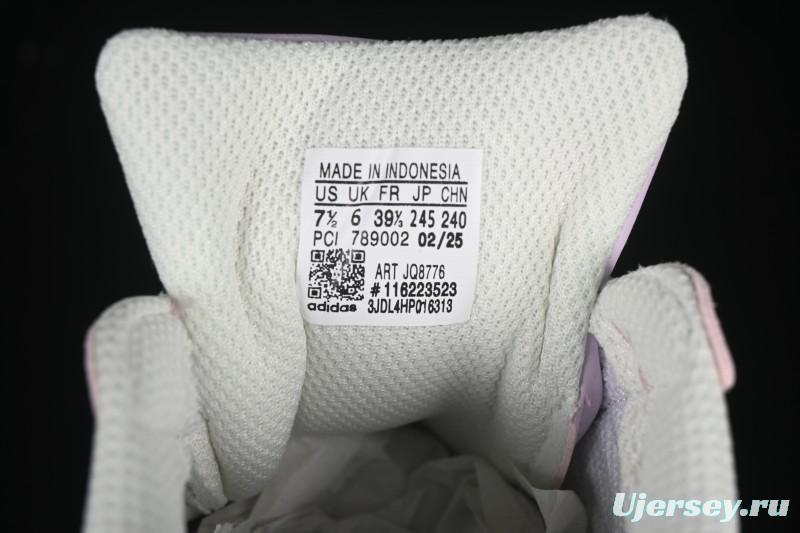 MADE IN INDONESIA
US UK FR JP CHN
7½ 6 39⅓ 245 240
PCI 789002 02/25
ART JQ8776
#116223523
adidas 3JDL4HP016313
Ujersey.ru